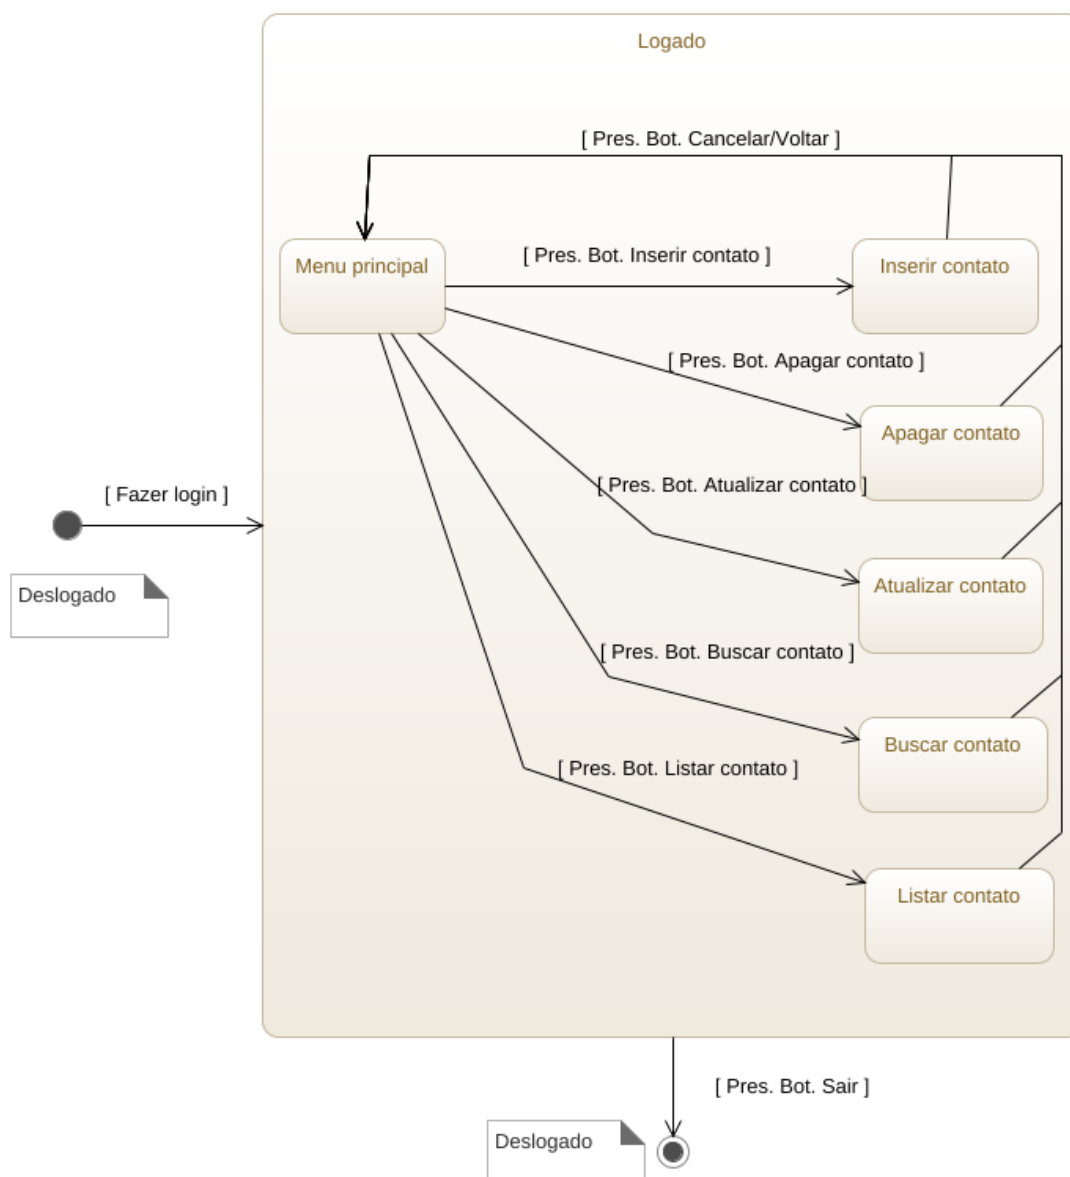 Logado
[ Pres. Bot. Cancelar/Voltar ]
Menu principal
[ Pres. Bot. Inserir contato ]
Inserir contato
[ Pres. Bot. Apagar contato ]
Apagar contato
[ Fazer login ]
[ Pres. Bot. Atualizar contato ]
Deslogado
Atualizar contato
[ Pres. Bot. Buscar contato ]
Buscar contato
[ Pres. Bot. Listar contato ]
Listar contato
[ Pres. Bot. Sair ]
Deslogado